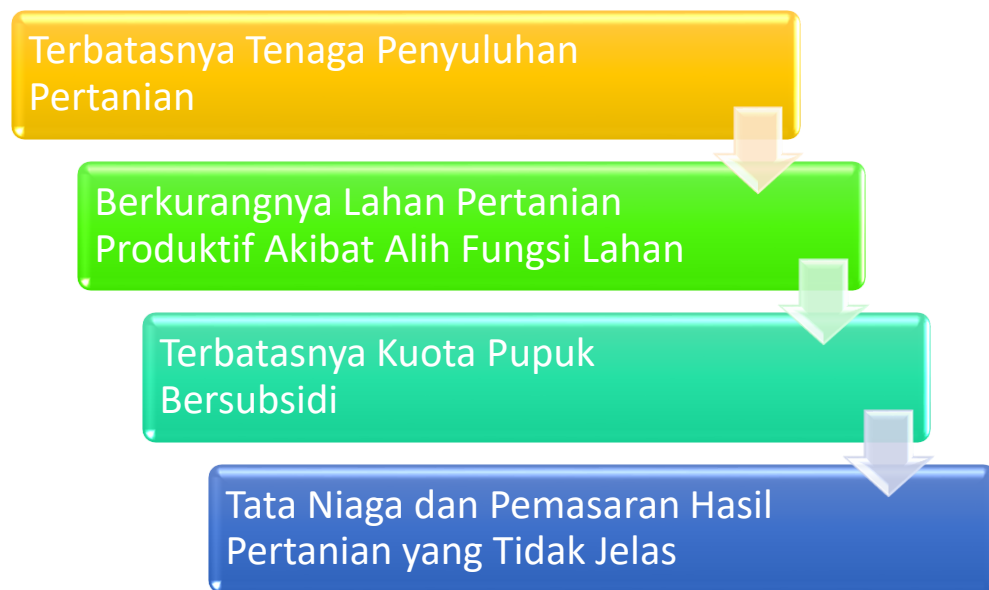 Terbatasnya Tenaga Penyuluhan
Pertanian
Berkurangnya Lahan Pertanian
Produktif Akibat Alih Fungsi Lahan
Terbatasnya Kuota Pupuk
Bersubsidi
Tata Niaga dan Pemasaran Hasil
Pertanian yang Tidak Jelas